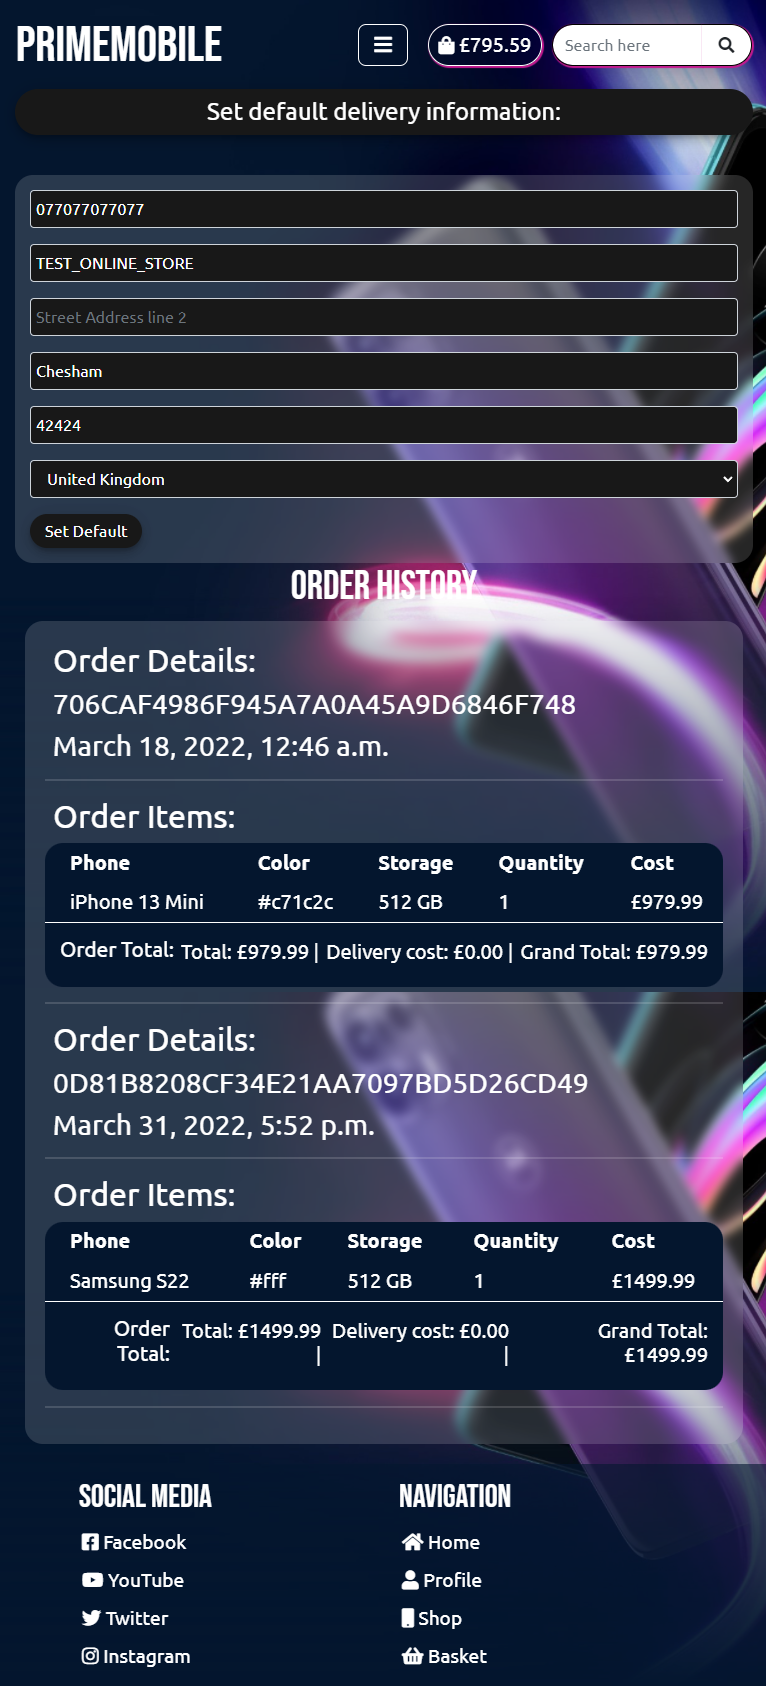 PRIMEMOBILE
£795.59
Search here
Set default delivery information:
077077077077
TEST_ONLINE_STORE
Street Address line 2
Chesham
42424
United Kingdom
Set Default
ORDER HISTORY
Order Details:
706CAF4986F945A7A0A45A9D6846F748
March 18, 2022, 12:46 a.m.
Order Items:
Phone Color Storage Quantity Cost
iPhone 13 Mini #c71c2c 512 GB 1 £979.99
Order Total: Total: £979.99 | Delivery cost: £0.00 | Grand Total: £979.99
Order Details:
0D81B8208CF34E21AA7097BD5D26CD49
March 31, 2022, 5:52 p.m.
Order Items:
Phone Color Storage Quantity Cost
Samsung S22 #fff 512 GB 1 £1499.99
Order Total: £1499.99 Delivery cost: £0.00 Grand Total:
Total: | | £1499.99
SOCIAL MEDIA NAVIGATION
Facebook Home
YouTube Profile
Twitter Shop
Instagram Basket